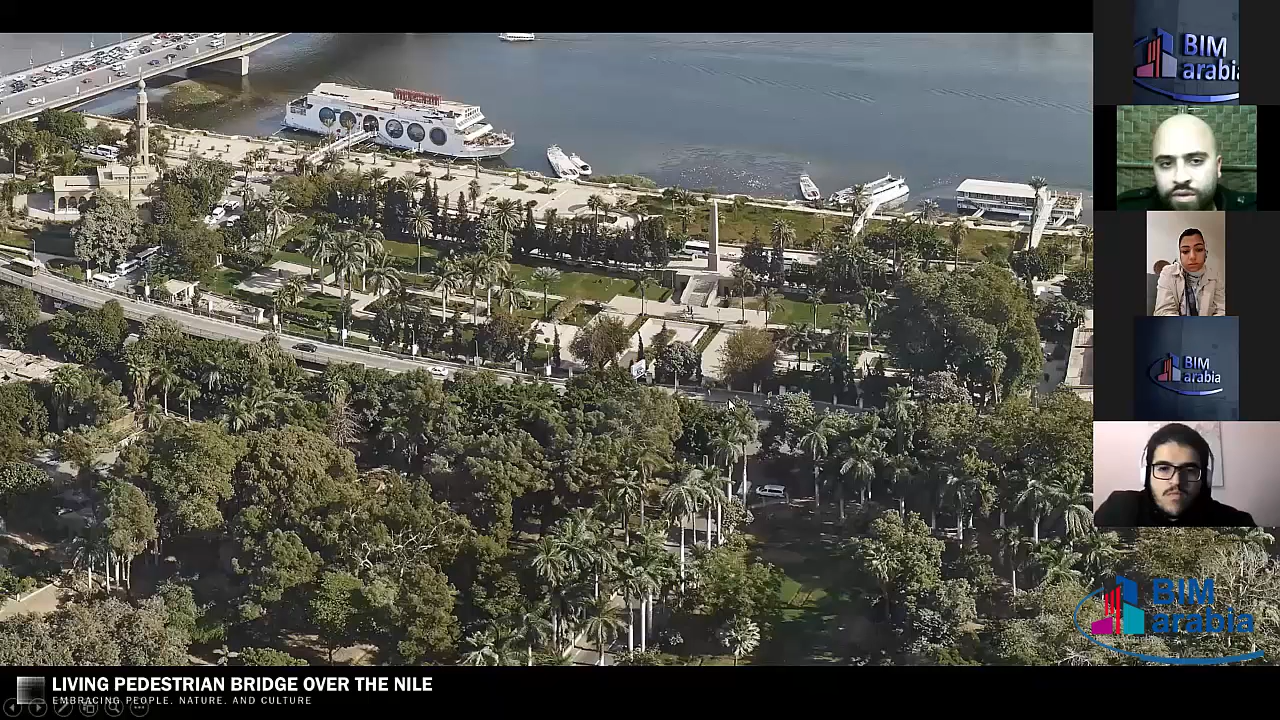 BIM
arabia
BIM
arabia
BIM
arabia
LIVING PEDESTRIAN BRIDGE OVER THE NILE
EMBRACING PEOPLE, NATURE, AND CULTURE